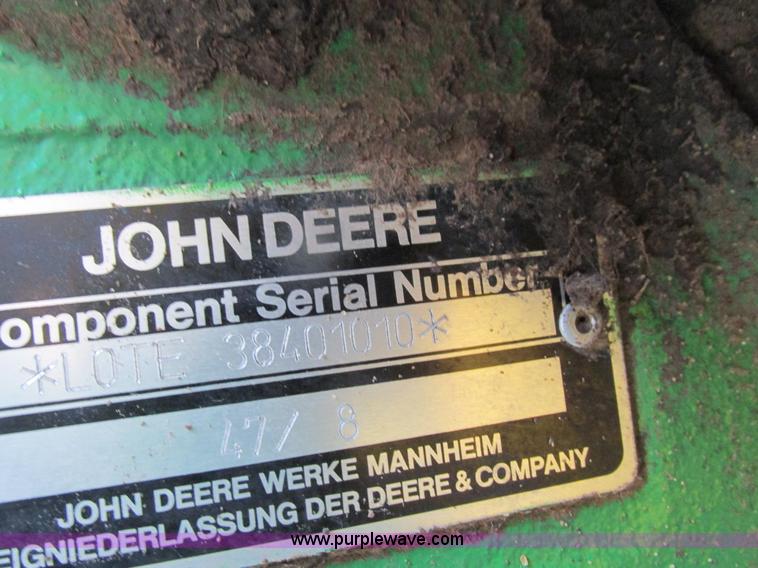 JOHN DEERE
omponent Serial Number
*L0TE 38401010*
47/ 8
JOHN DEERE WERKE MANNHEIM
EIGNIEDERLASSUNG DER DEERE & COMPANY
www.purplewave.com